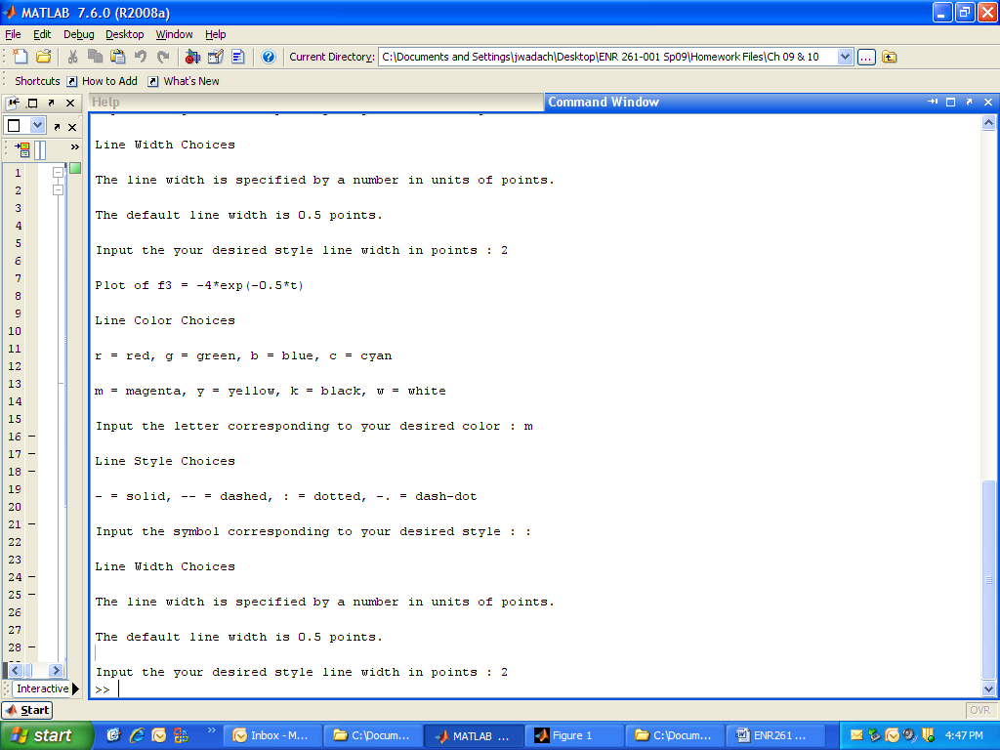 MATLAB 7.6.0 (R2008a)
File Edit Debug Desktop Window Help
Current Directory: C:\Documents and Settings\jwadach\Desktop\ENR 261-001 Sp09\Homework Files\Ch 09 & 10 ...
Shortcuts How to Add What's New
Help
Command Window
Line Width Choices
The line width is specified by a number in units of points.
The default line width is 0.5 points.
Input the your desired style line width in points : 2
Plot of f3 = -4*exp(-0.5*t)
Line Color Choices
r = red, g = green, b = blue, c = cyan
m = magenta, y = yellow, k = black, w = white
Input the letter corresponding to your desired color : m
Line Style Choices
- = solid, -- = dashed, : = dotted, -. = dash-dot
Input the symbol corresponding to your desired style : :
Line Width Choices
The line width is specified by a number in units of points.
The default line width is 0.5 points.
Input the your desired style line width in points : 2
>>
»
1
2
3
4
5
6
7
8
9
10
11
12
13
14
15
16 –
17 –
18 –
19
20
21 –
22
23
24 –
25 –
26
27
28 –
Interactive
Start
OVR
start
»
Inbox - M...
C:\Docum...
MATLAB ...
Figure 1
C:\Docum...
ENR261 ...
4:47 PM